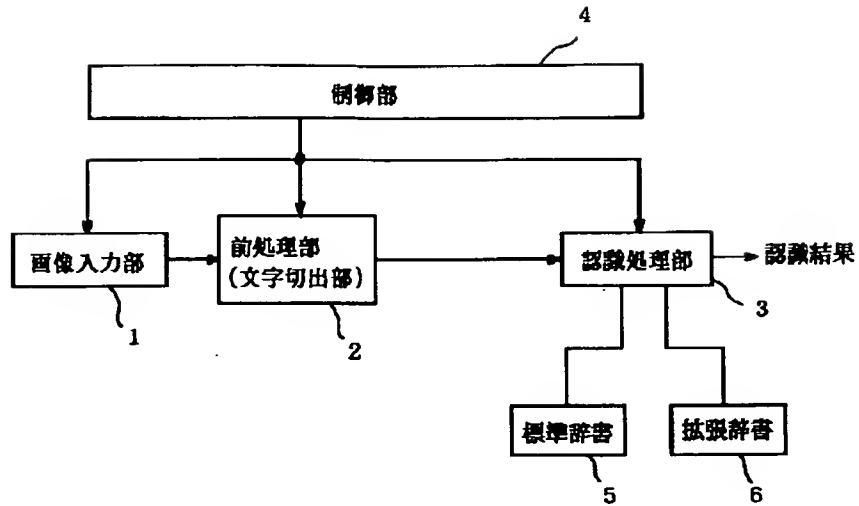 4
制御部
画像入力部
前処理部
(文字切出部)
認識処理部
認識結果
1
2
3
標準辞書
拡張辞書
5
6